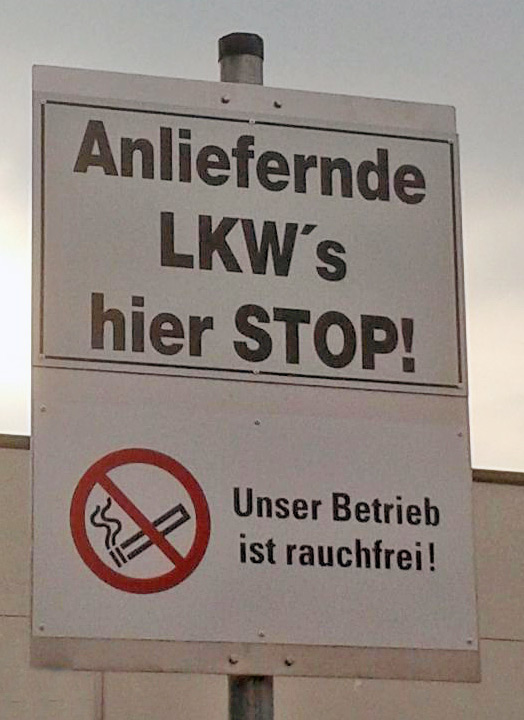 Anliefernde
LKW´s
hier STOP!
Unser Betrieb
ist rauchfrei!